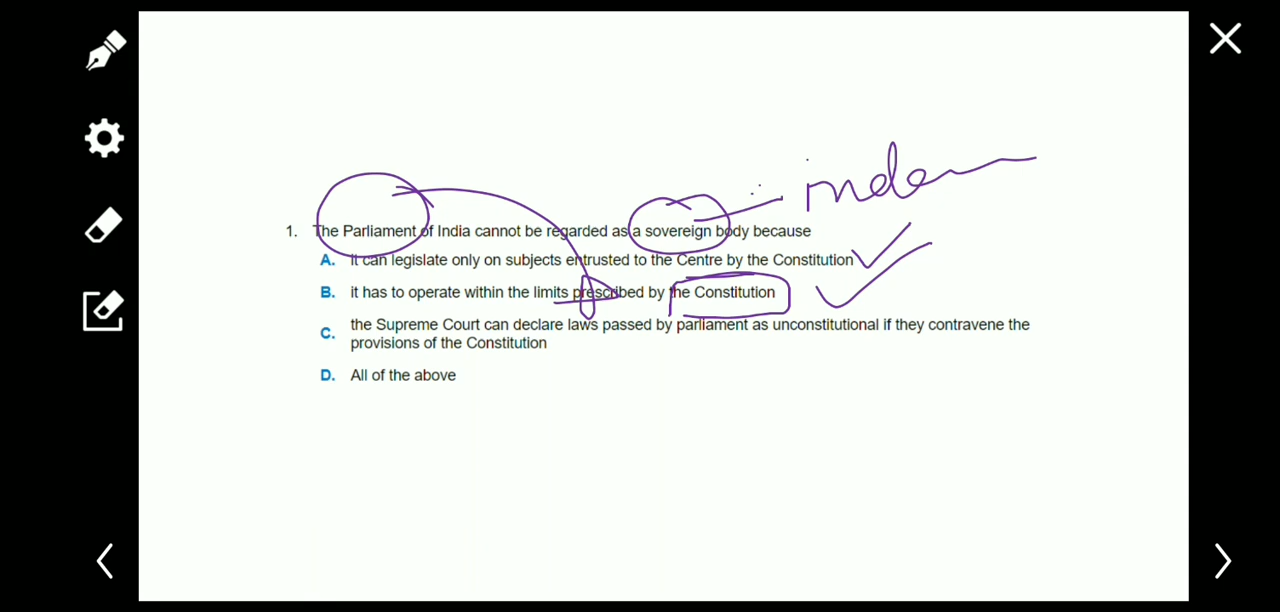 inde
1. The Parliament of India cannot be regarded as a sovereign body because
A. it can legislate only on subjects entrusted to the Centre by the Constitution
B. it has to operate within the limits prescribed by the Constitution
C. the Supreme Court can declare laws passed by parliament as unconstitutional if they contravene the
provisions of the Constitution
D. All of the above